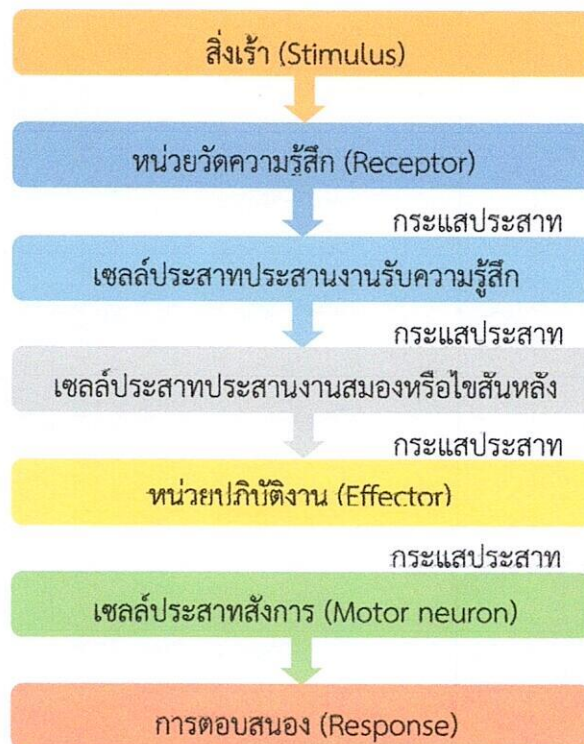 สิ่งเร้า (Stimulus)
หน่วยวัดความรู้สึก (Receptor)
กระแสประสาท
เซลล์ประสาทประสานงานรับความรู้สึก
กระแสประสาท
เซลล์ประสาทประสานงานสมองหรือไขสันหลัง
กระแสประสาท
หน่วยปฏิบัติงาน (Effector)
กระแสประสาท
เซลล์ประสาทสั่งการ (Motor neuron)
การตอบสนอง (Response)